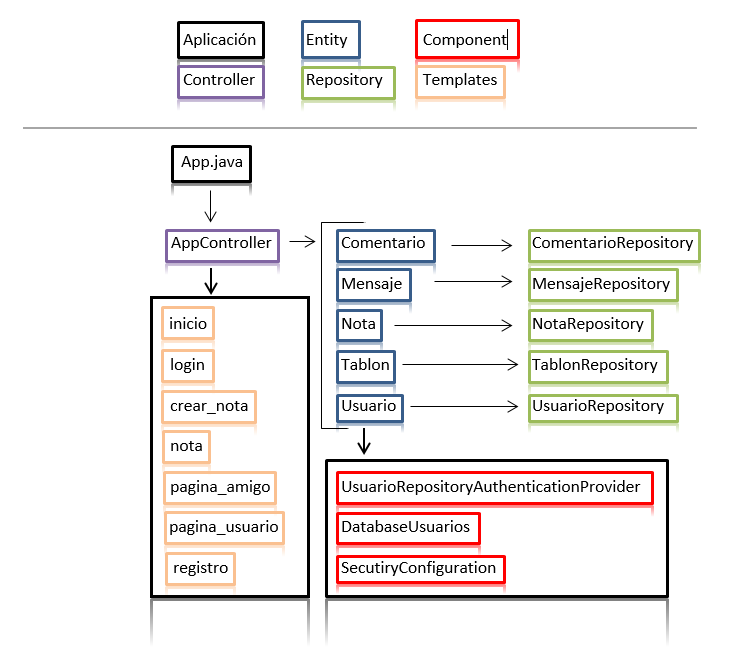 Aplicación
Entity
Component
Controller
Repository
Templates
App.java
AppController
Comentario
ComentarioRepository
Mensaje
MensajeRepository
inicio
Nota
NotaRepository
login
Tablon
TablonRepository
crear_nota
Usuario
UsuarioRepository
nota
pagina_amigo
UsuarioRepositoryAuthenticationProvider
pagina_usuario
DatabaseUsuarios
registro
SecutiryConfiguration